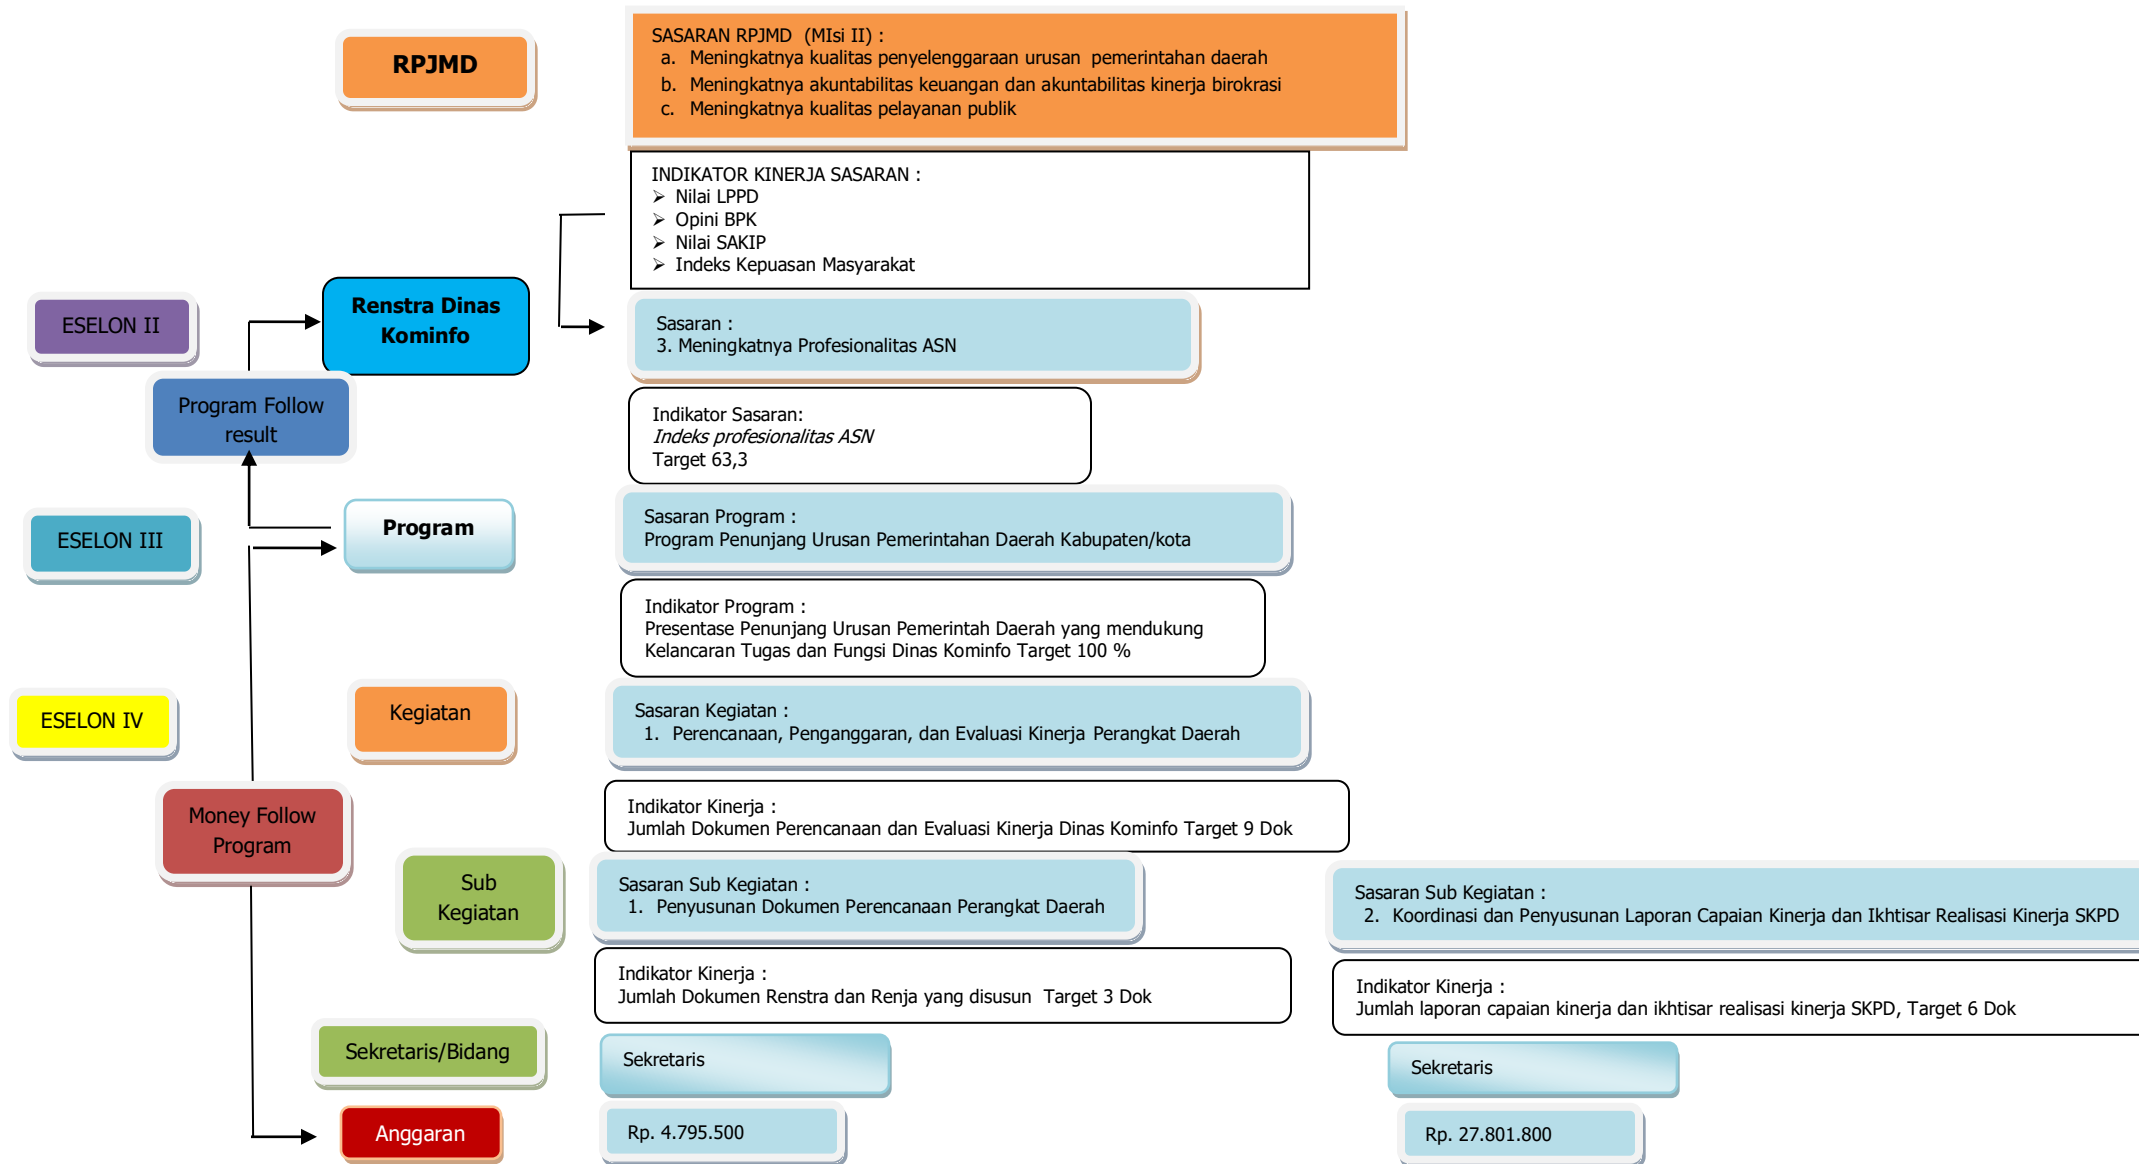 RPJMD
SASARAN RPJMD (MIsi II) :
a. Meningkatnya kualitas penyelenggaraan urusan pemerintahan daerah
b. Meningkatnya akuntabilitas keuangan dan akuntabilitas kinerja birokrasi
c. Meningkatnya kualitas pelayanan publik
INDIKATOR KINERJA SASARAN :
➢ Nilai LPPD
➢ Opini BPK
➢ Nilai SAKIP
➢ Indeks Kepuasan Masyarakat
ESELON II
Renstra Dinas
Kominfo
Sasaran :
3. Meningkatnya Profesionalitas ASN
Program Follow
result
Indikator Sasaran:
Indeks profesionalitas ASN
Target 63,3
ESELON III
Program
Sasaran Program :
Program Penunjang Urusan Pemerintahan Daerah Kabupaten/kota
Indikator Program :
Presentase Penunjang Urusan Pemerintah Daerah yang mendukung
Kelancaran Tugas dan Fungsi Dinas Kominfo Target 100 %
ESELON IV
Kegiatan
Sasaran Kegiatan :
1. Perencanaan, Penganggaran, dan Evaluasi Kinerja Perangkat Daerah
Money Follow
Program
Indikator Kinerja :
Jumlah Dokumen Perencanaan dan Evaluasi Kinerja Dinas Kominfo Target 9 Dok
Sub
Kegiatan
Sasaran Sub Kegiatan :
1. Penyusunan Dokumen Perencanaan Perangkat Daerah
Sasaran Sub Kegiatan :
2. Koordinasi dan Penyusunan Laporan Capaian Kinerja dan Ikhtisar Realisasi Kinerja SKPD
Indikator Kinerja :
Jumlah Dokumen Renstra dan Renja yang disusun Target 3 Dok
Indikator Kinerja :
Jumlah laporan capaian kinerja dan ikhtisar realisasi kinerja SKPD, Target 6 Dok
Sekretaris/Bidang
Sekretaris
Sekretaris
Anggaran
Rp. 4.795.500
Rp. 27.801.800